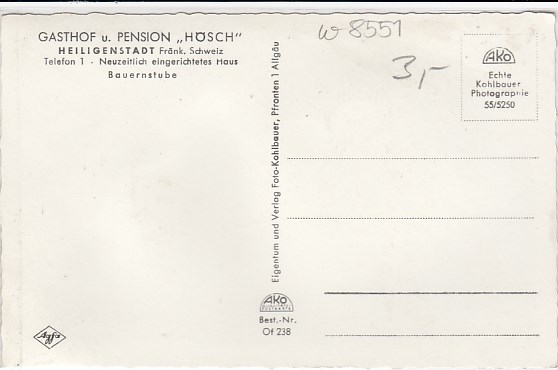 GASTHOF u. PENSION „HÖSCH"
HEILIGENSTADT Fränk. Schweiz
Telefon 1 - Neuzeitlich eingerichtetes Haus
Bauernstube
W 8551
3,-
AKO
Echte
Kohlbauer
Photographie
55/5250
Eigentum und Verlag Foto-Kohlbauer, Pfronten 1 Allgäu
AKO
Best.-Nr.
Of 238
Agfa